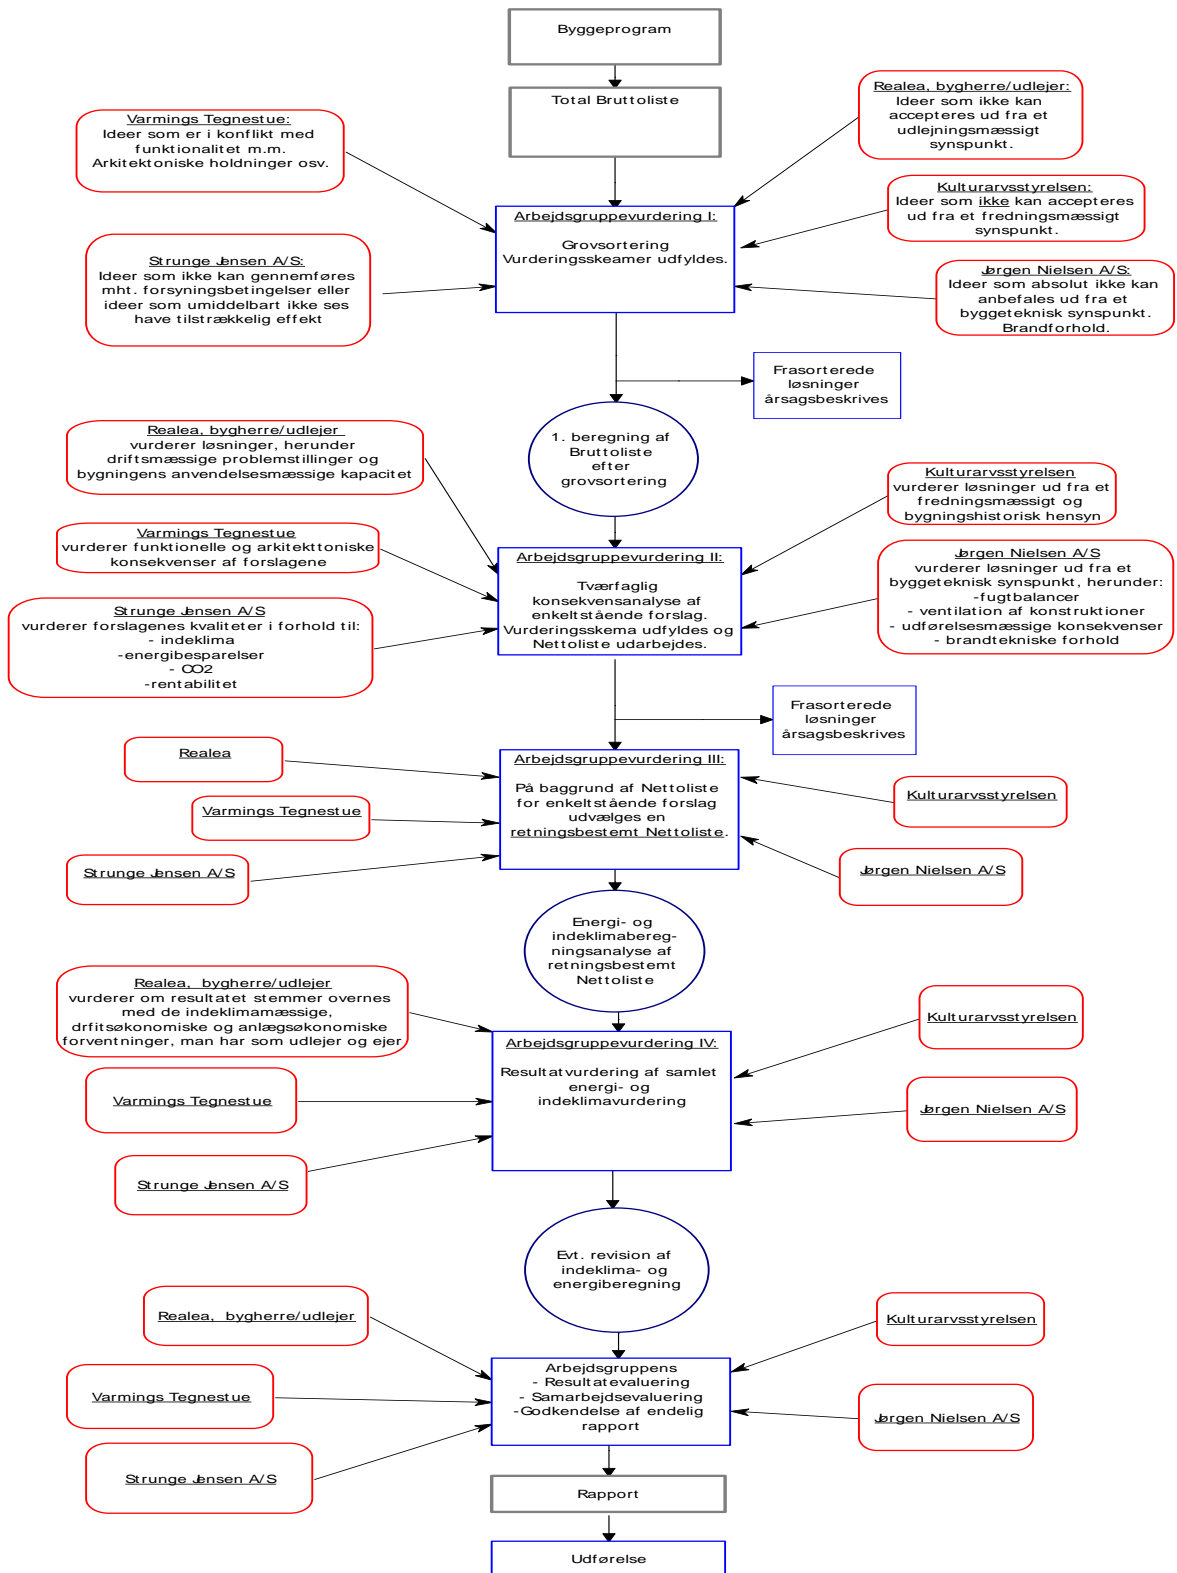 Byggeprogram
Total Bruttoliste
Varmings Tegnestue:
Ideer som er i konflikt med
funktionalitet m.m.
Arkitektoniske holdninger osv.
Realea, bygherre/udlejer:
Ideer som ikke kan
accepteres ud fra et
udlejningsmæssigt
synspunkt.
Kulturarvsstyrelsen:
Ideer som ikke kan accepteres
ud fra et fredningsmæssigt
synspunkt.
Arbejdsgruppevurdering I:
Grovsortering
Vurderingsskeamer udfyldes.
Strunge Jensen A/S:
Ideer som ikke kan gennemføres
mht. forsyningsbetingelser eller
ideer som umiddelbart ikke ses
have tilstrækkelig effekt
Jørgen Nielsen A/S:
Ideer som absolut ikke kan
anbefales ud fra et
byggeteknisk synspunkt.
Brandforhold.
Frasorterede
løsninger
årsagsbeskrives
1. beregning af
Bruttoliste
efter
grovsortering
Realea, bygherre/udlejer
vurderer løsninger, herunder
driftsmæssige problemstillinger og
bygningens anvendelsesmæssige kapacitet
Kulturarvsstyrelsen
vurderer løsninger ud fra et
fredningsmæssigt og
bygningshistorisk hensyn
Varmings Tegnestue
vurderer funktionelle og arkitekttoniske
konsekvenser af forslagene
Arbejdsgruppevurdering II:
Tværfaglig
konsekvensanalyse af
enkeltstående forslag.
Vurderingsskema udfyldes og
Nettoliste udarbejdes.
Jørgen Nielsen A/S
vurderer løsninger ud fra et
byggeteknisk synspunkt, herunder:
-fugtbalancer
- ventilation af konstruktioner
- udførelsesmæssige konsekvenser
- brandtekniske forhold
Strunge Jensen A/S
vurderer forslagenes kvaliteter i forhold til:
- indeklima
-energibesparelser
- CO2
-rentabilitet
Frasorterede
løsninger
årsagsbeskrives
Realea
Arbejdsgruppevurdering III:
På baggrund af Nettoliste
for enkeltstående forslag
udvælges en
retningsbestemt Nettoliste.
Kulturarvsstyrelsen
Varmings Tegnestue
Strunge Jensen A/S
Jørgen Nielsen A/S
Energi- og
indeklimabereg-
ningsanalyse af
retningsbestemt
Nettoliste
Realea, bygherre/udlejer
vurderer om resultatet stemmer overnes
med de indeklimamæssige,
drfitsøkonomiske og anlægsøkonomiske
forventninger, man har som udlejer og ejer
Kulturarvsstyrelsen
Arbejdsgruppevurdering IV:
Resultatvurdering af samlet
energi- og
indeklimavurdering
Varmings Tegnestue
Jørgen Nielsen A/S
Strunge Jensen A/S
Evt. revision af
indeklima- og
energiberegning
Realea, bygherre/udlejer
Kulturarvsstyrelsen
Arbejdsgruppens
- Resultatevaluering
- Samarbejdsevaluering
-Godkendelse af endelig
rapport
Varmings Tegnestue
Jørgen Nielsen A/S
Strunge Jensen A/S
Rapport
Udførelse